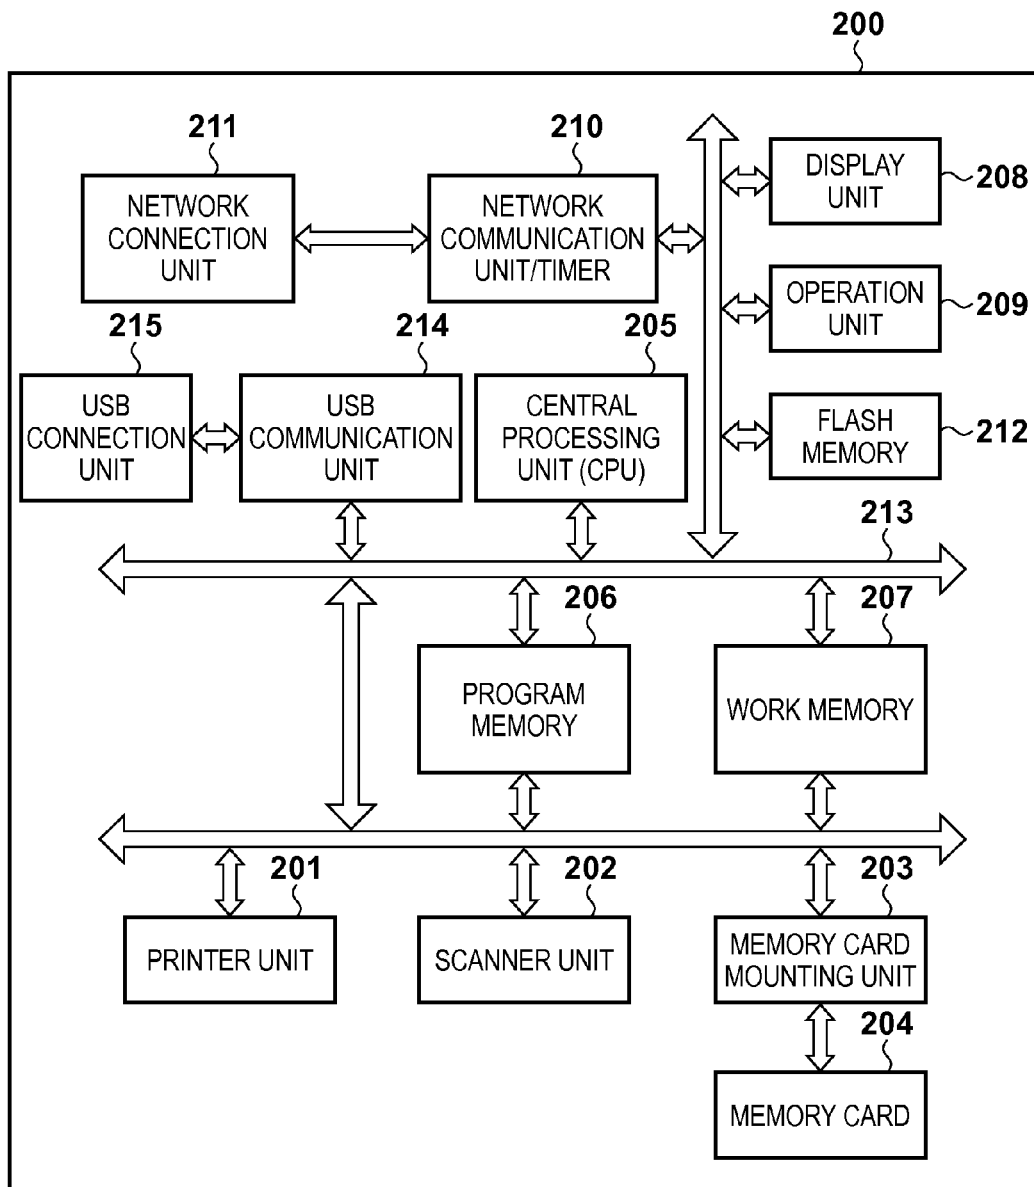 200
211
210
NETWORK
CONNECTION
UNIT
NETWORK
COMMUNICATION
UNIT/TIMER
DISPLAY
UNIT
208
OPERATION
UNIT
209
215
214
205
USB
CONNECTION
UNIT
USB
COMMUNICATION
UNIT
CENTRAL
PROCESSING
UNIT (CPU)
FLASH
MEMORY
212
213
206
207
PROGRAM
MEMORY
WORK MEMORY
201
202
203
PRINTER UNIT
SCANNER UNIT
MEMORY CARD
MOUNTING UNIT
204
MEMORY CARD